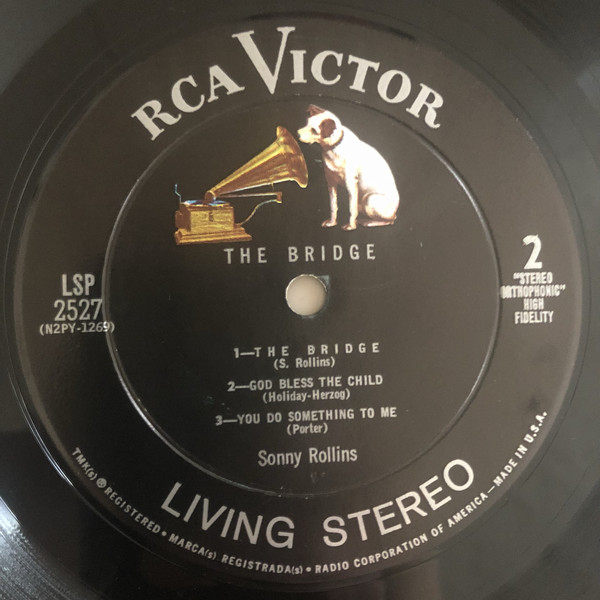 RCA VICTOR
THE BRIDGE
LSP
2527
(N2PY-1269)
2
"STEREO
ORTHOPHONIC"
HIGH
FIDELITY
1—THE BRIDGE
(S. Rollins)
2—GOD BLESS THE CHILD
(Holiday-Herzog)
3—YOU DO SOMETHING TO ME
(Porter)
Sonny Rollins
LIVING STEREO
TMK(s) ® REGISTERED • MARCA(s) REGISTRADA(s) • RADIO CORPORATION OF AMERICA—MADE IN U.S.A.